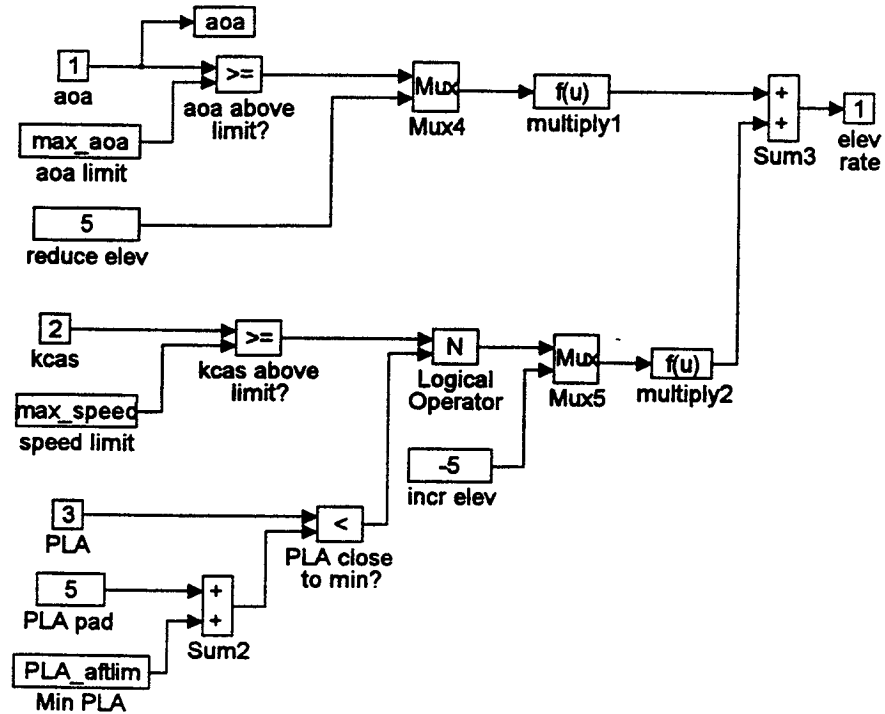 aoa
1
aoa
>=
aoa above
limit?
max_aoa
aoa limit
5
reduce elev
Mux
Mux4
f(u)
multiply1
+
+
Sum3
1
elev
rate
2
kcas
>=
kcas above
limit?
max_speed
speed limit
N
Logical
Operator
Mux
Mux5
f(u)
multiply2
-5
incr elev
3
PLA
<
PLA close
to min?
5
PLA pad
+
+
Sum2
PLA_aftlim
Min PLA